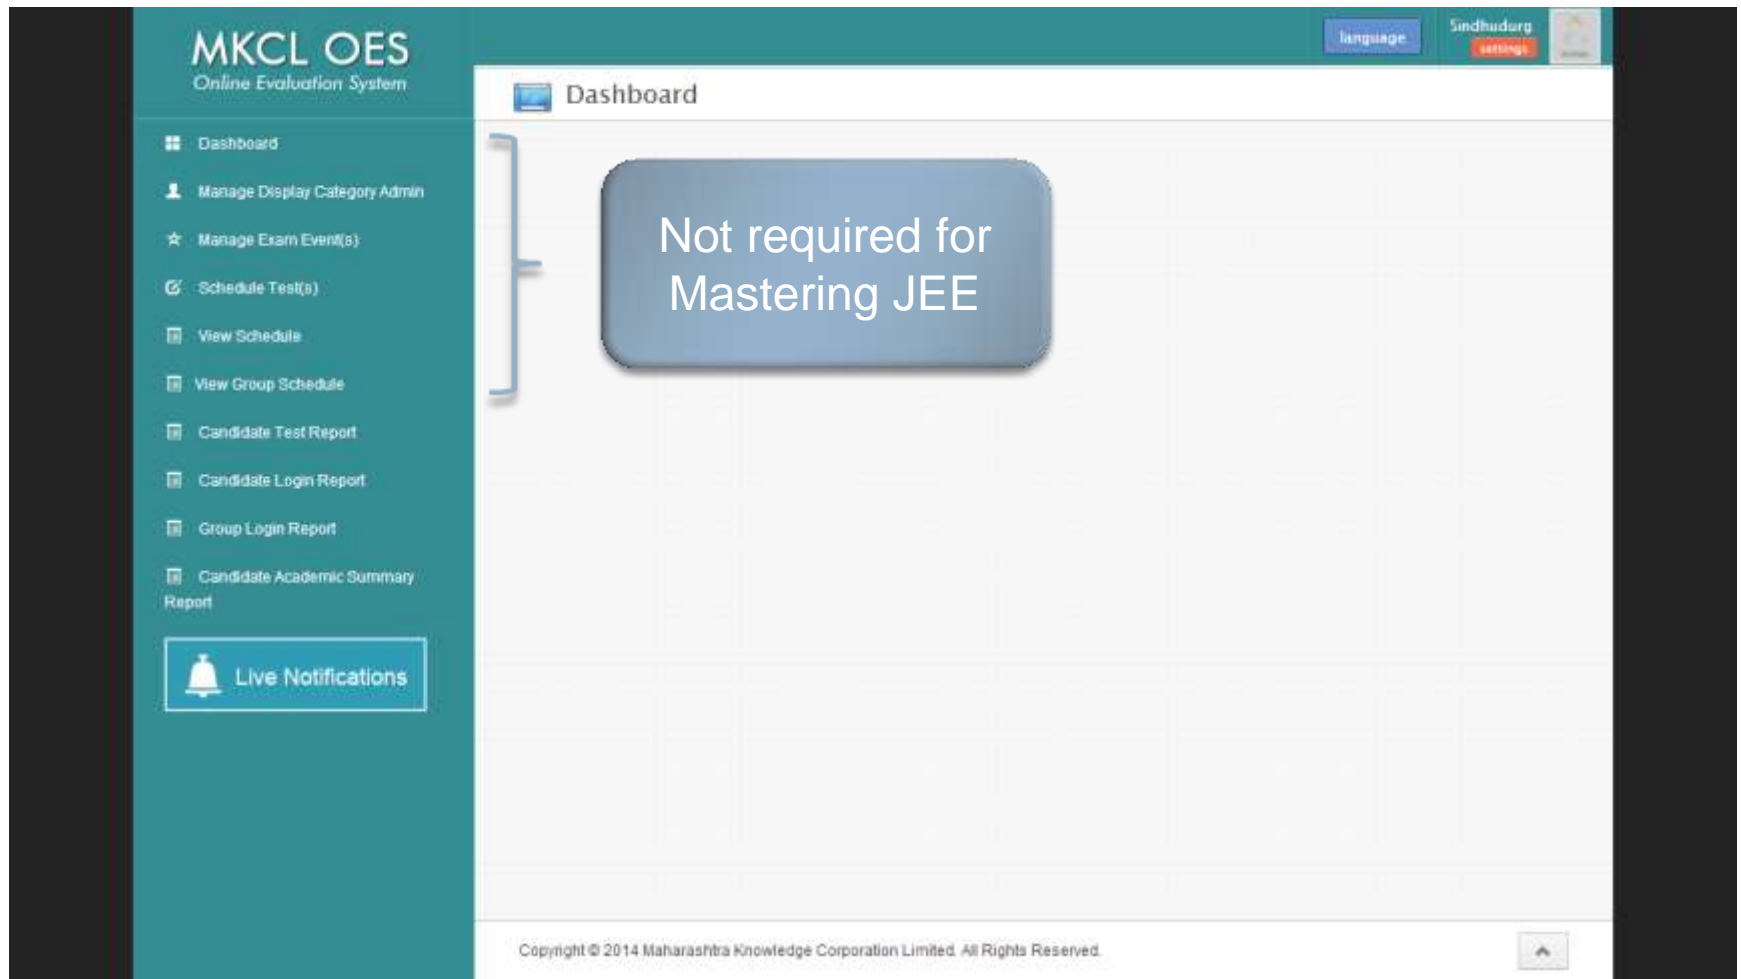 MKCL OES
Online Evaluation System
language
Sindhudurg
settings
Dashboard
Dashboard
Manage Display Category Admin
Manage Exam Event(s)
Schedule Test(s)
View Schedule
View Group Schedule
Candidate Test Report
Candidate Login Report
Group Login Report
Candidate Academic Summary
Report
Live Notifications
Not required for
Mastering JEE
Copyright © 2014 Maharashtra Knowledge Corporation Limited. All Rights Reserved.